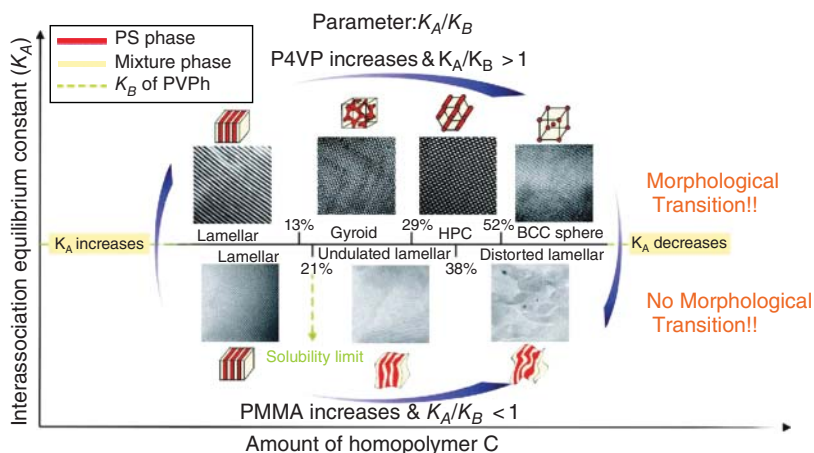 Parameter:K_A/K_B
PS phase
Mixture phase
K_B of PVPh
P4VP increases & K_A/K_B > 1
Interassociation equilibrium constant (K_A)
Morphological
Transition!!
13%
29%
52%
Lamellar
Gyroid
HPC
BCC sphere
K_A increases
K_A decreases
Lamellar
Undulated lamellar
Distorted lamellar
21%
38%
No Morphological
Transition!!
Solubility limit
PMMA increases & K_A/K_B < 1
Amount of homopolymer C